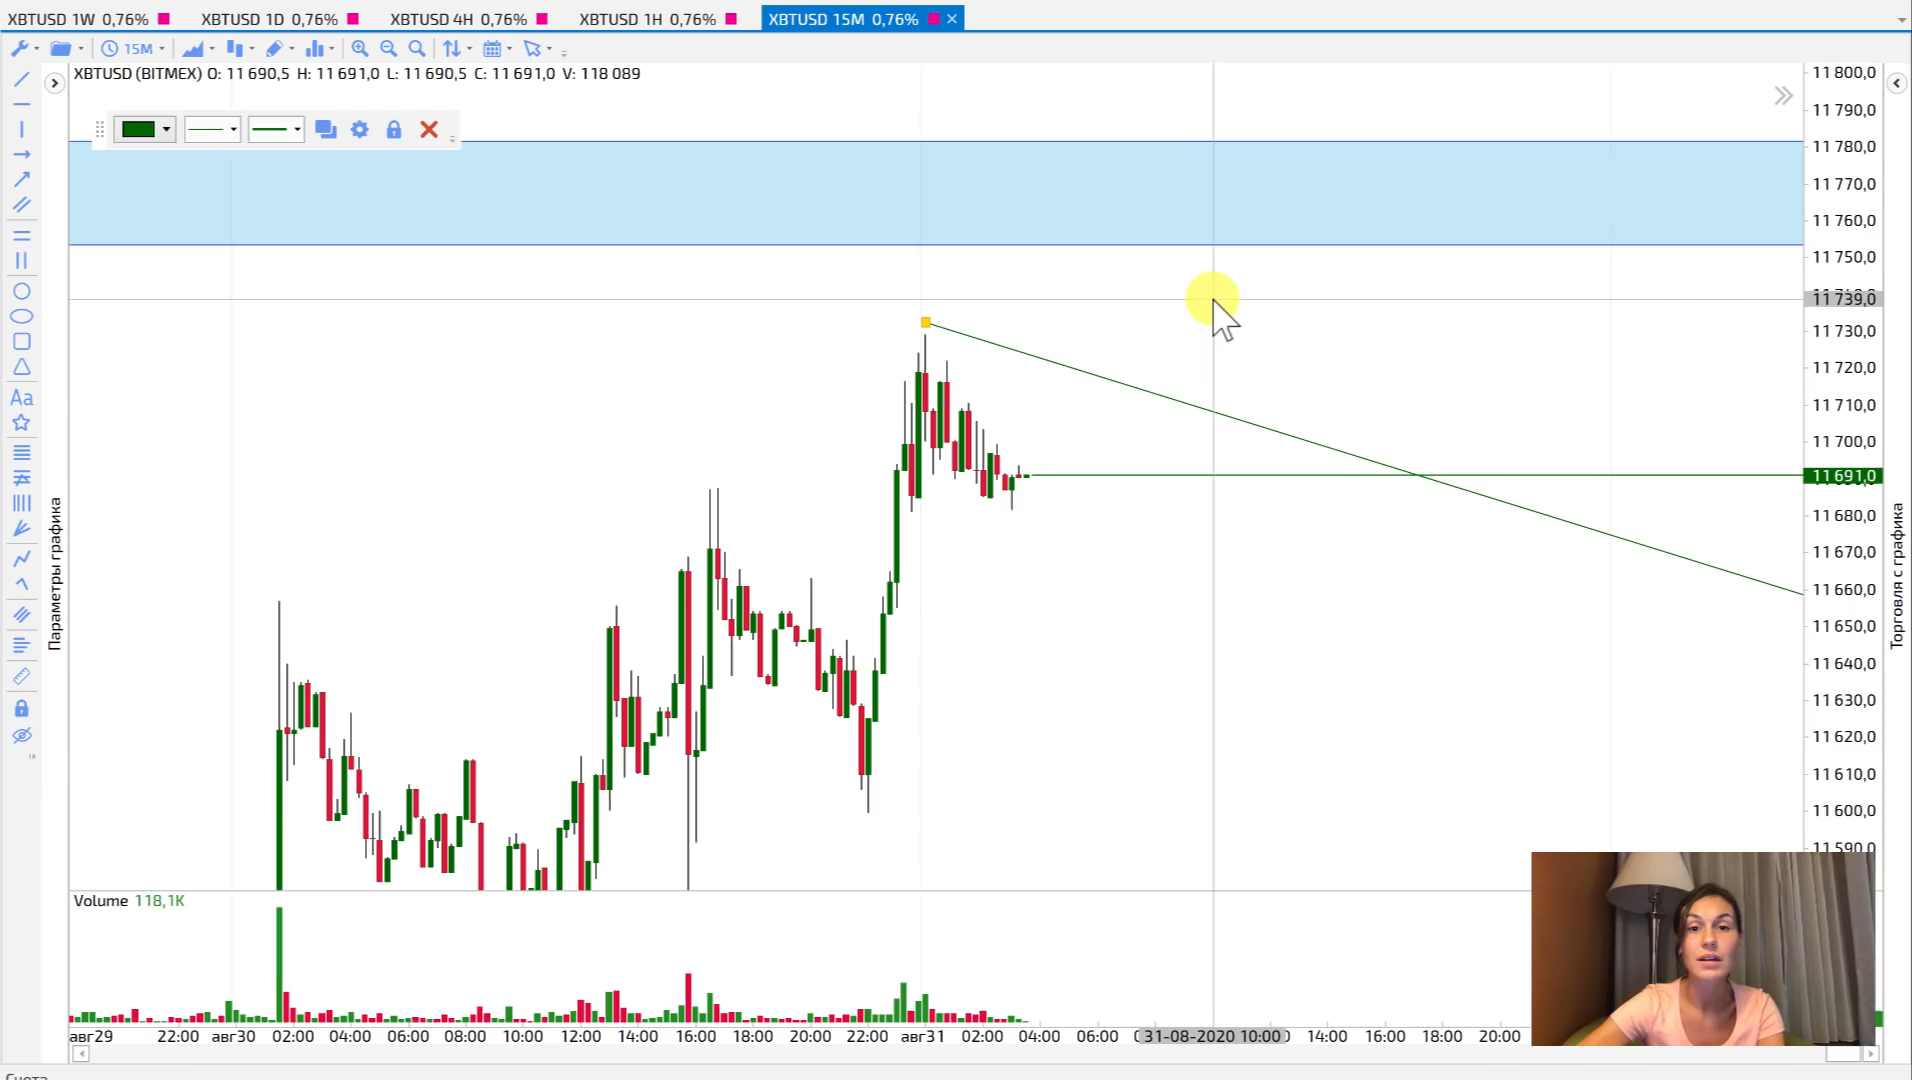 XBTUSD 1W 0,76%
XBTUSD 1D 0,76%
XBTUSD 4H 0,76%
XBTUSD 1H 0,76%
XBTUSD 15M 0,76%
15M
XBTUSD (BITMEX) O: 11 690,5 H: 11 691,0 L: 11 690,5 C: 11 691,0 V: 118 089
Aa
Параметры графика
Торговля с графика
11 800,0
11 790,0
11 780,0
11 770,0
11 760,0
11 750,0
11 739,0
11 730,0
11 720,0
11 710,0
11 700,0
11 691,0
11 680,0
11 670,0
11 660,0
11 650,0
11 640,0
11 630,0
11 620,0
11 610,0
11 600,0
11 590,0
Volume 118,1K
авг29 22:00 авг30 02:00 04:00 06:00 08:00 10:00 12:00 14:00 16:00 18:00 20:00 22:00 авг31 02:00 04:00 06:00 31-08-2020 10:00 14:00 16:00 18:00 20:00
Счета